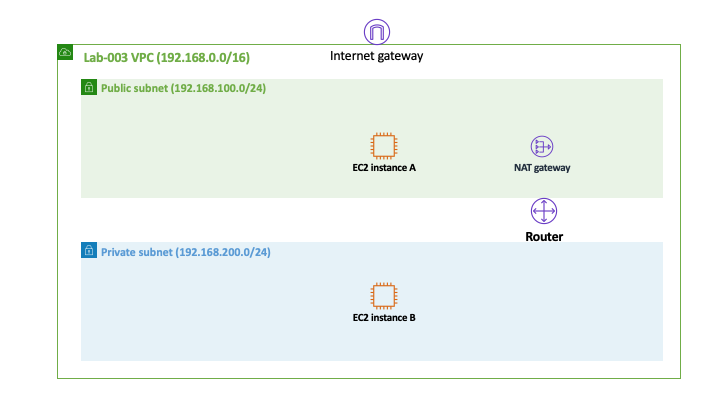 Internet gateway
Lab-003 VPC (192.168.0.0/16)
Public subnet (192.168.100.0/24)
EC2 instance A
NAT gateway
Router
Private subnet (192.168.200.0/24)
EC2 instance B